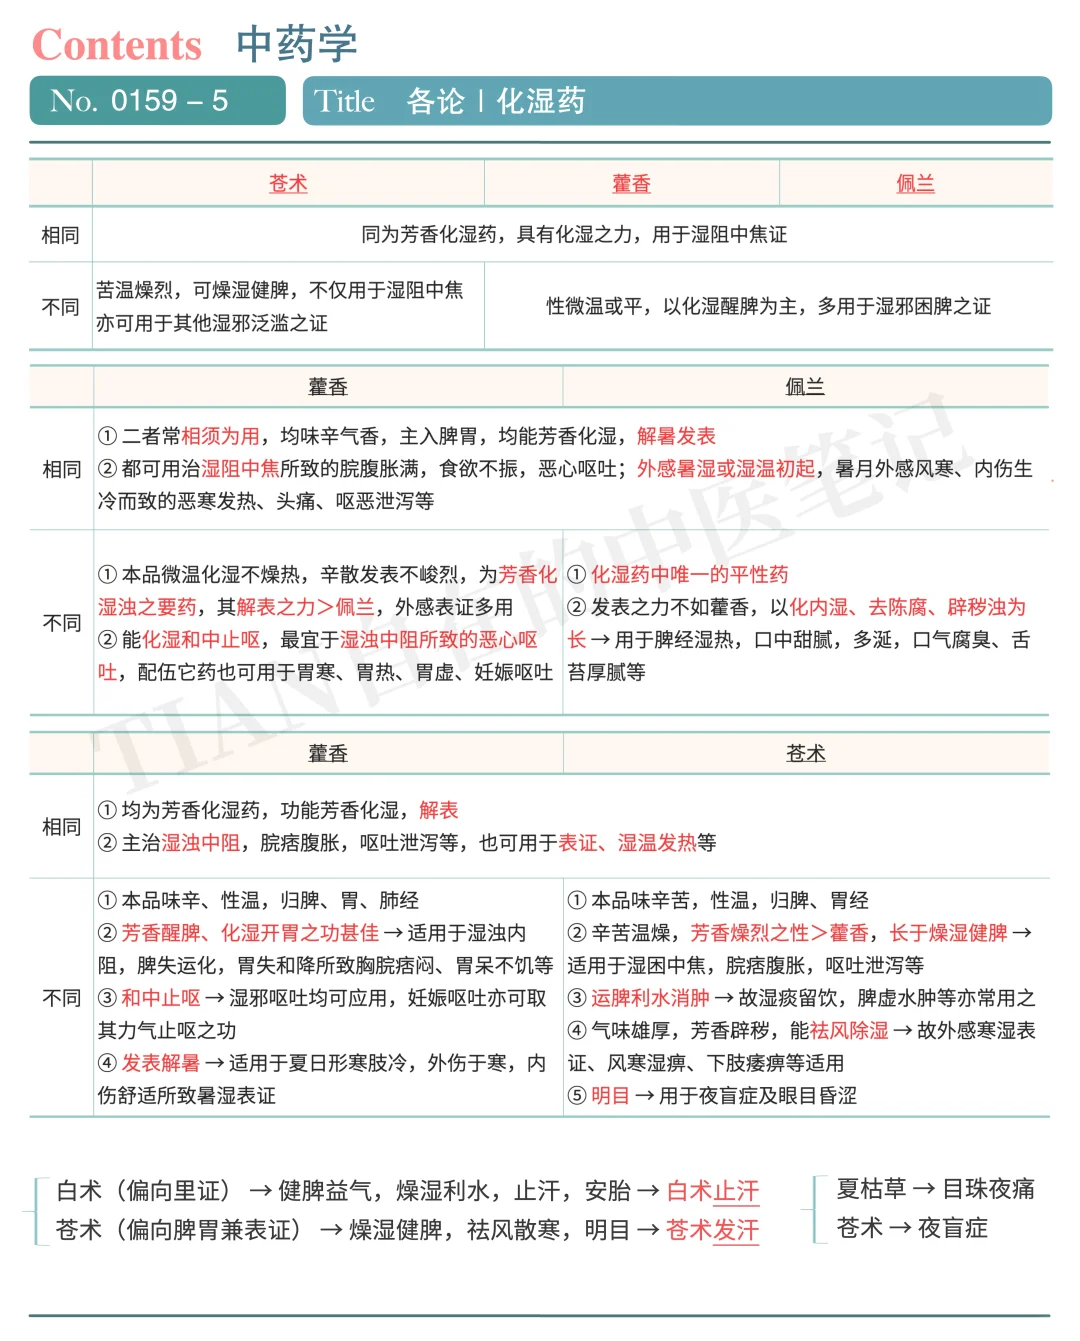 Contents 中药学
No. 0159 – 5
Title 各论 | 化湿药
苍术 藿香 佩兰
相同 同为芳香化湿药，具有化湿之力，用于湿阻中焦证
不同
苦温燥烈，可燥湿健脾，不仅用于湿阻中焦
亦可用于其他湿邪泛滥之证
性微温或平，以化湿醒脾为主，多用于湿邪困脾之证
藿香 佩兰
相同
① 二者常相须为用，均味辛气香，主入脾胃，均能芳香化湿，解暑发表
② 都可用治湿阻中焦所致的脘腹胀满，食欲不振，恶心呕吐；外感暑湿或湿温初起，暑月外感风寒、内伤生
冷而致的恶寒发热、头痛、呕恶泄泻等
不同
① 本品微温化湿不燥热，辛散发表不峻烈，为芳香化
湿浊之要药，其解表之力＞佩兰，外感表证多用
② 能化湿和中止呕，最宜于湿浊中阻所致的恶心呕
吐，配伍它药也可用于胃寒、胃热、胃虚、妊娠呕吐
① 化湿药中唯一的平性药
② 发表之力不如藿香，以化内湿、去陈腐、辟秽浊为
长 → 用于脾经湿热，口中甜腻，多涎，口气腐臭、舌
苔厚腻等
藿香 苍术
相同
① 均为芳香化湿药，功能芳香化湿，解表
② 主治湿浊中阻，脘痞腹胀，呕吐泄泻等，也可用于表证、湿温发热等
不同
① 本品味辛、性温，归脾、胃、肺经
② 芳香醒脾、化湿开胃之功甚佳 → 适用于湿浊内
阻，脾失运化，胃失和降所致胸脘痞闷、胃呆不饥等
③ 和中止呕 → 湿邪呕吐均可应用，妊娠呕吐亦可取
其力气止呕之功
④ 发表解暑 → 适用于夏日形寒肢冷，外伤于寒，内
伤舒适所致暑湿表证
① 本品味辛苦，性温，归脾、胃经
② 辛苦温燥，芳香燥烈之性＞藿香，长于燥湿健脾 →
适用于湿困中焦，脘痞腹胀，呕吐泄泻等
③ 运脾利水消肿 → 故湿痰留饮，脾虚水肿等亦常用之
④ 气味雄厚，芳香辟秽，能祛风除湿 → 故外感寒湿表
证、风寒湿痹、下肢痿痹等适用
⑤ 明目 → 用于夜盲症及眼目昏涩
TIAN自在的中医笔记
白术（偏向里证） → 健脾益气，燥湿利水，止汗，安胎 → 白术止汗
苍术（偏向脾胃兼表证） → 燥湿健脾，祛风散寒，明目 → 苍术发汗
夏枯草 → 目珠夜痛
苍术 → 夜盲症